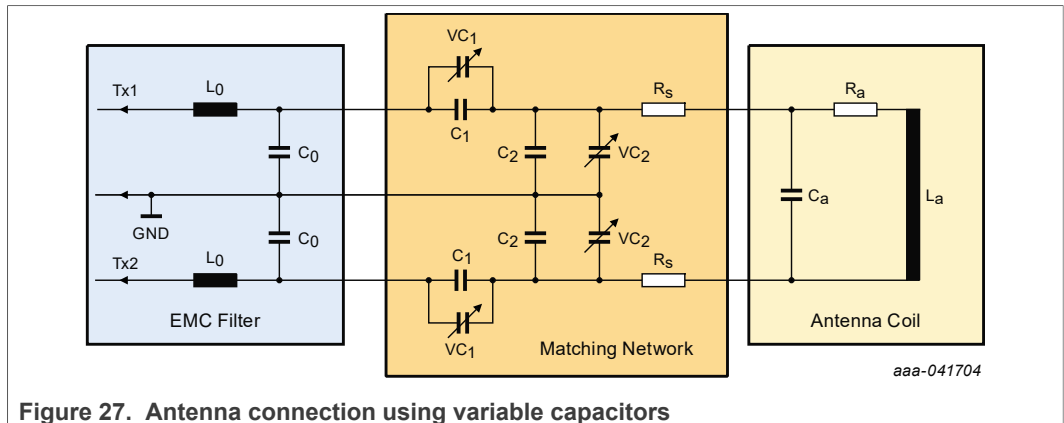 VC1
Tx1
L0
C1
Rs
Ra
C0
C2
VC2
Ca
La
GND
C0
C2
VC2
Tx2
L0
C1
Rs
EMC Filter
VC1
Matching Network
Antenna Coil
aaa-041704
Figure 27. Antenna connection using variable capacitors